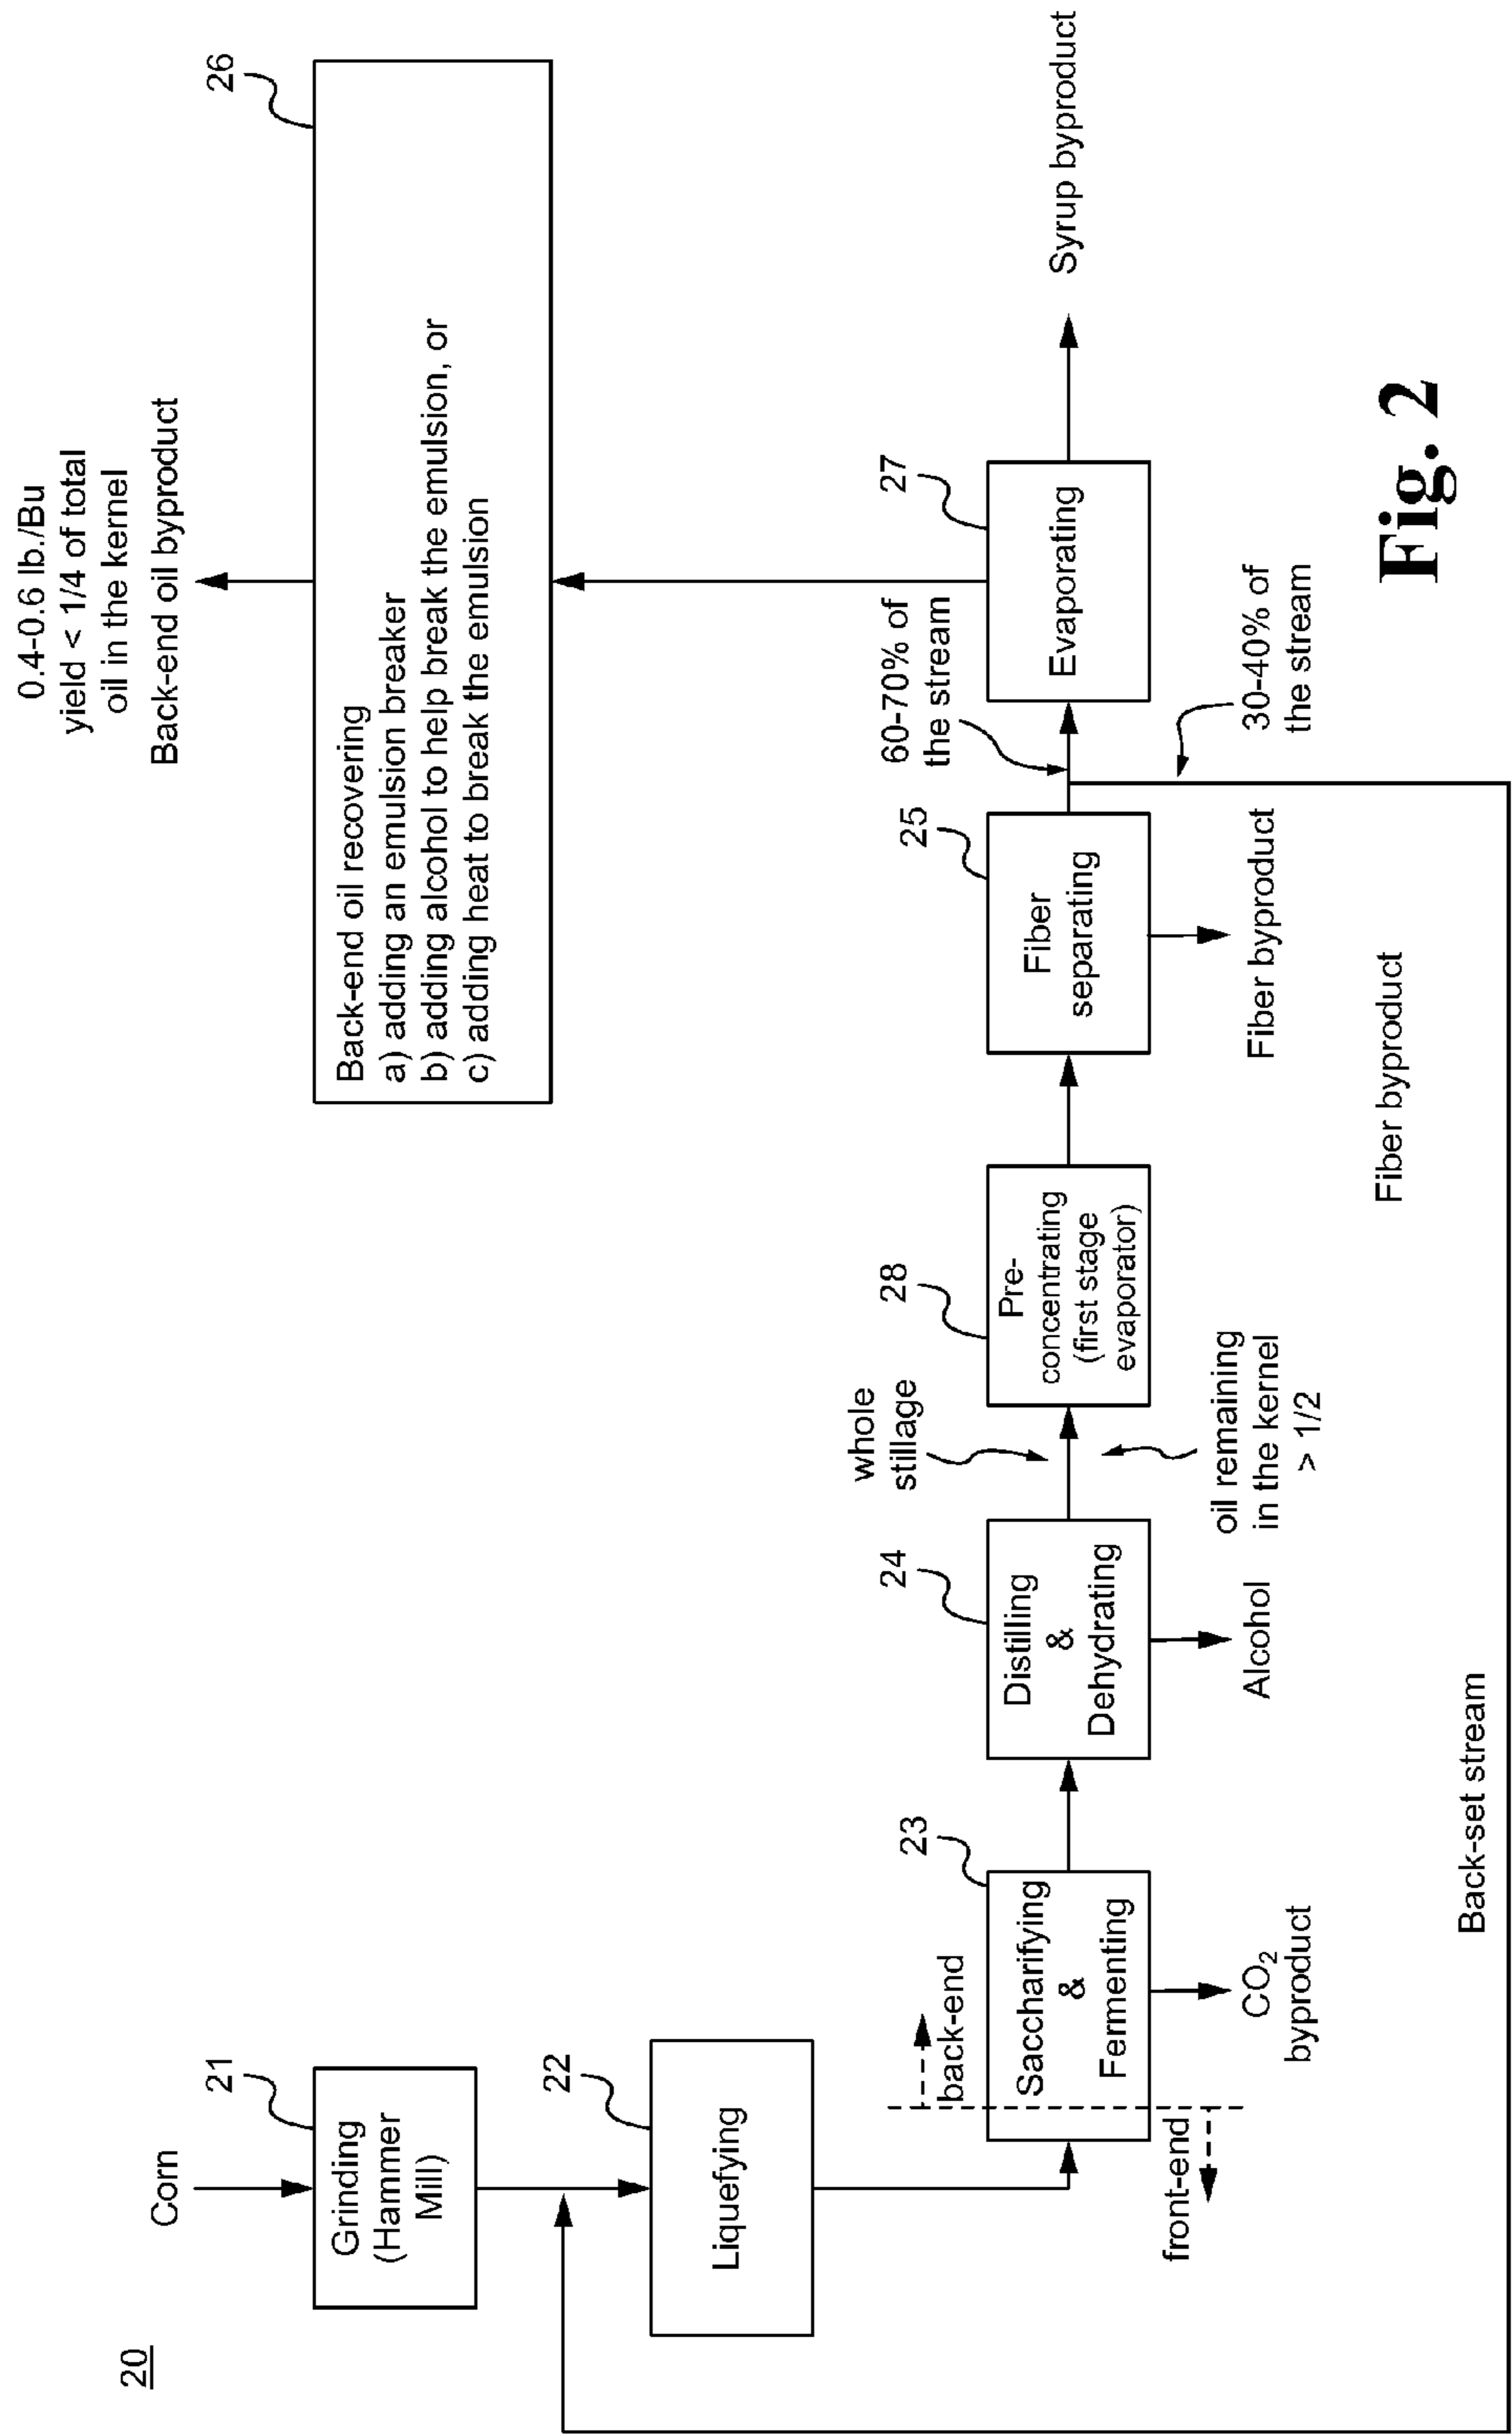 20
Corn
21
Grinding
(Hammer
Mill)
22
Liquefying
back-end
front-end
23
Saccharifying
&
Fermenting
CO₂
byproduct
24
Distilling
&
Dehydrating
Alcohol
whole
stillage
oil remaining
in the kernel
> 1/2
28
Pre-
concentrating
(first stage
evaporator)
25
Fiber
separating
Fiber byproduct
Fiber byproduct
60-70% of
the stream
30-40% of
the stream
27
Evaporating
Syrup byproduct
26
Back-end oil recovering
a) adding an emulsion breaker
b) adding alcohol to help break the emulsion, or
c) adding heat to break the emulsion
0.4-0.6 lb./Bu
yield < 1/4 of total
oil in the kernel
Back-end oil byproduct
Back-set stream
Fig. 2